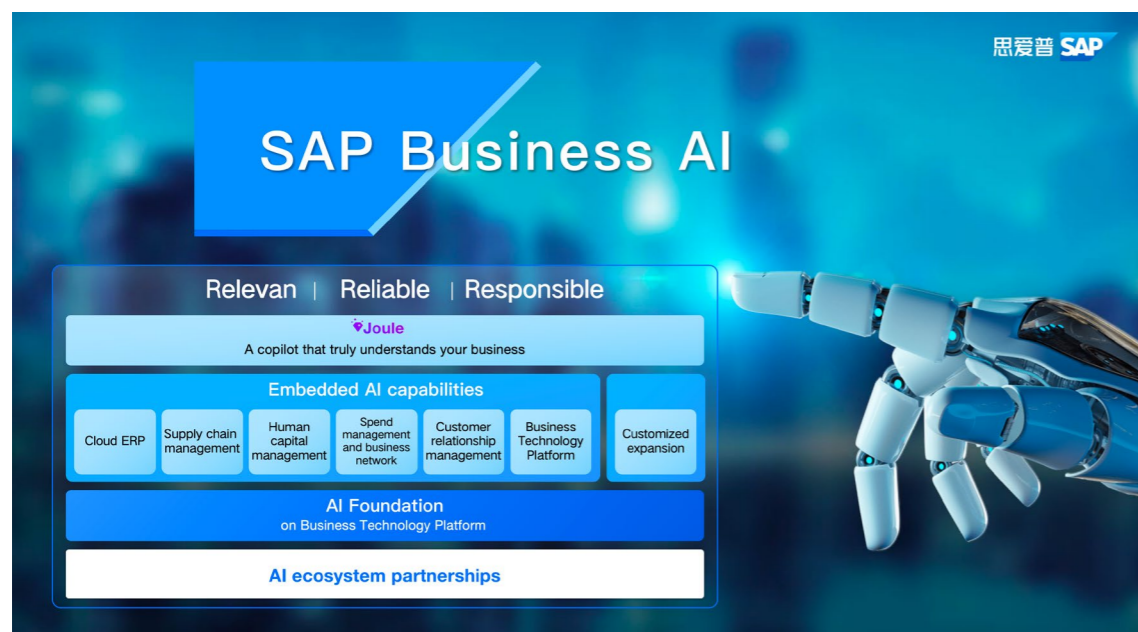 思爱普 SAP
SAP Business AI
Relevan | Reliable | Responsible
Joule
A copilot that truly understands your business
Embedded AI capabilities
Cloud ERP
Supply chain
management
Human
capital
management
Spend
management
and business
network
Customer
relationship
management
Business
Technology
Platform
Customized
expansion
AI Foundation
on Business Technology Platform
AI ecosystem partnerships